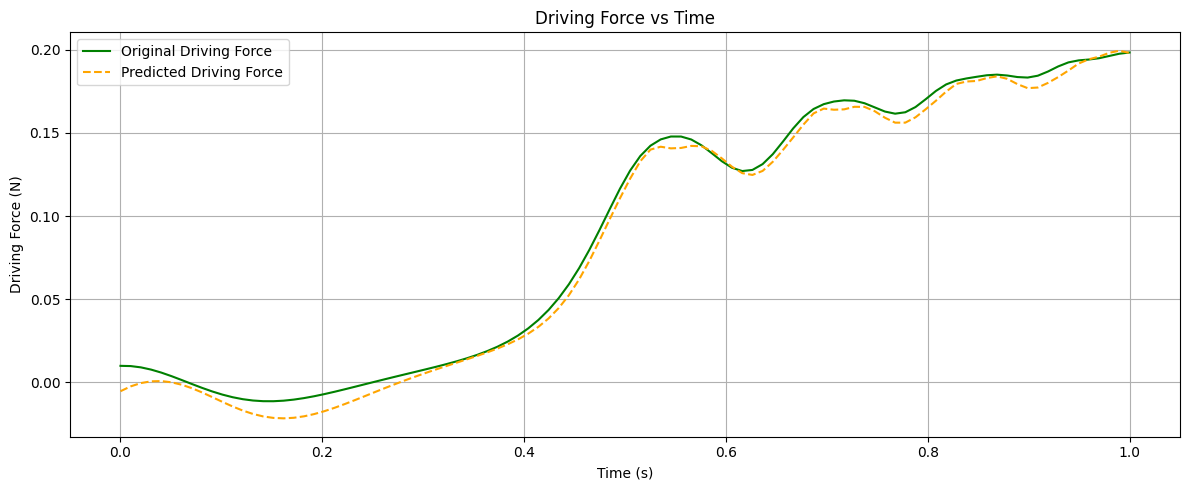 Driving Force vs Time
Original Driving Force
Predicted Driving Force
Driving Force (N)
0.20
0.15
0.10
0.05
0.00
0.0 0.2 0.4 0.6 0.8 1.0
Time (s)